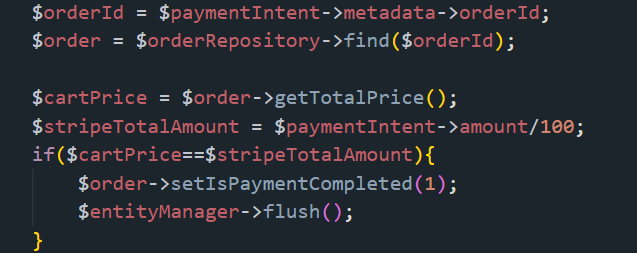 $orderId = $paymentIntent->metadata->orderId;
$order = $orderRepository->find($orderId);
$cartPrice = $order->getTotalPrice();
$stripeTotalAmount = $paymentIntent->amount/100;
if($cartPrice==$stripeTotalAmount){
$order->setIsPaymentCompleted(1);
$entityManager->flush();
}